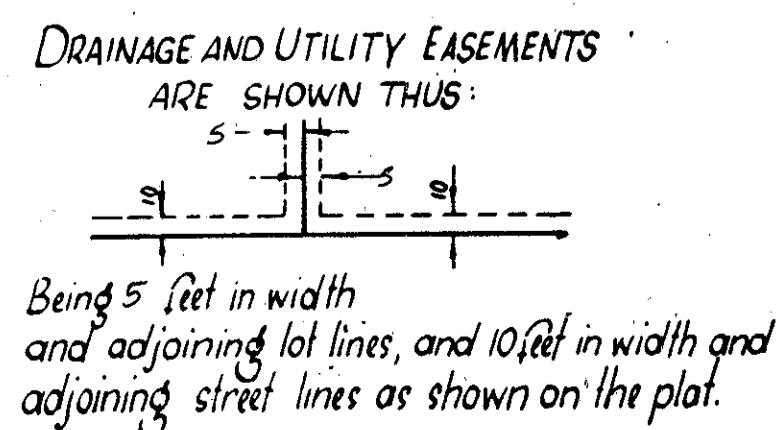 DRAINAGE AND UTILITY EASEMENTS
ARE SHOWN THUS:
5
10 5 10
Being 5 feet in width
and adjoining lot lines, and 10 feet in width and
adjoining street lines as shown on the plat.